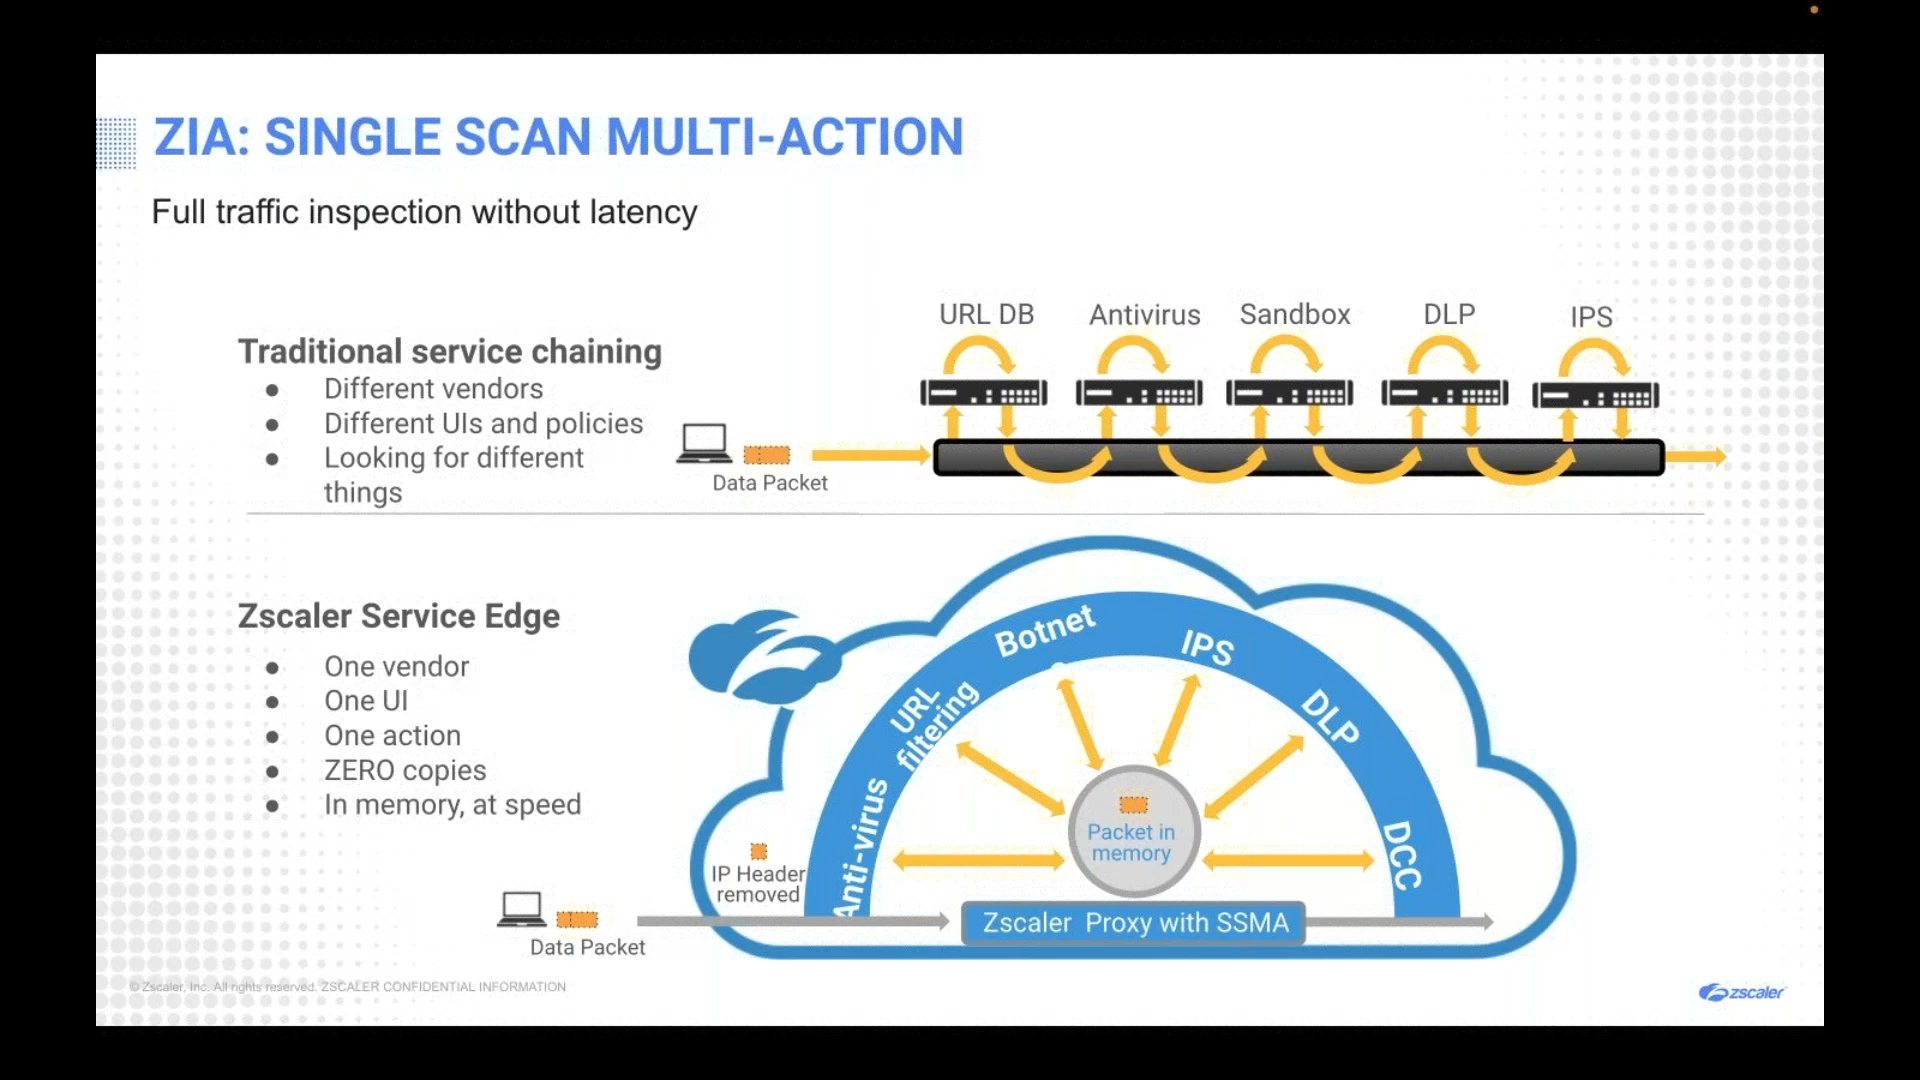 ZIA: SINGLE SCAN MULTI-ACTION
Full traffic inspection without latency
Traditional service chaining
● Different vendors
● Different UIs and policies
● Looking for different
things
URL DB
Antivirus
Sandbox
DLP
IPS
Data Packet
Zscaler Service Edge
● One vendor
● One UI
● One action
● ZERO copies
● In memory, at speed
Anti-virus
URL
filtering
Botnet
IPS
DLP
DCC
Packet in
memory
IP Header
removed
Zscaler Proxy with SSMA
Data Packet
© Zscaler, Inc. All rights reserved. ZSCALER CONFIDENTIAL INFORMATION
zscaler